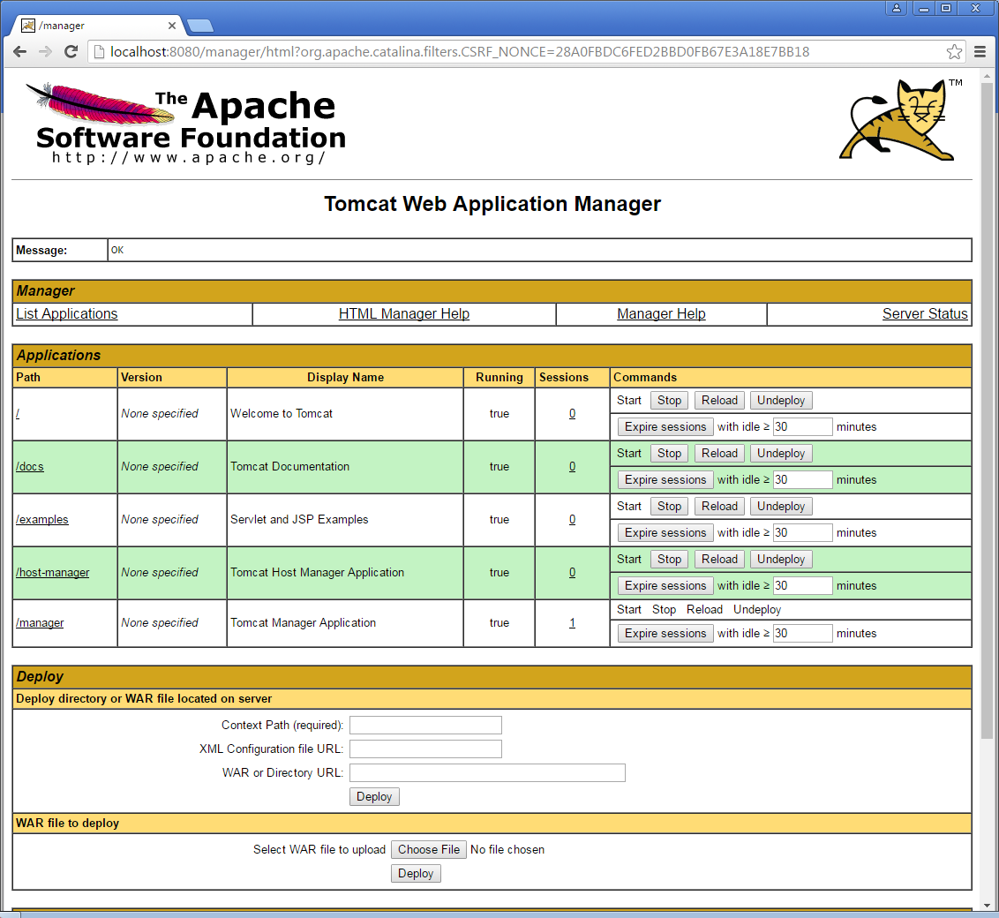 /manager
localhost:8080/manager/html?org.apache.catalina.filters.CSRF_NONCE=28A0FBDC6FED2BBD0FB67E3A18E7BB18
The Apache
Software Foundation
http://www.apache.org/
TM
Tomcat Web Application Manager
Message: OK
Manager
List Applications HTML Manager Help Manager Help Server Status
Applications
Path Version Display Name Running Sessions Commands
/ None specified Welcome to Tomcat true 0 Start Stop Reload Undeploy
Expire sessions with idle ≥ 30 minutes
/docs None specified Tomcat Documentation true 0 Start Stop Reload Undeploy
Expire sessions with idle ≥ 30 minutes
/examples None specified Servlet and JSP Examples true 0 Start Stop Reload Undeploy
Expire sessions with idle ≥ 30 minutes
/host-manager None specified Tomcat Host Manager Application true 0 Start Stop Reload Undeploy
Expire sessions with idle ≥ 30 minutes
/manager None specified Tomcat Manager Application true 1 Start Stop Reload Undeploy
Expire sessions with idle ≥ 30 minutes
Deploy
Deploy directory or WAR file located on server
Context Path (required):
XML Configuration file URL:
WAR or Directory URL:
Deploy
WAR file to deploy
Select WAR file to upload Choose File No file chosen
Deploy